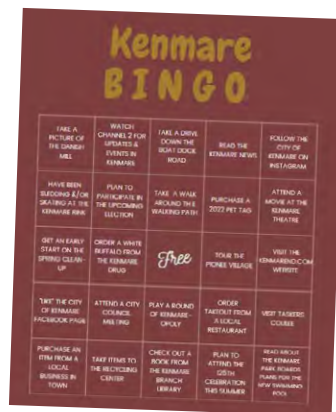 Kenmare
BINGO
TAKE A
PICTURE OF
THE DANISH
MILL
WATCH
CHANNEL 2 FOR
UPDATES &
EVENTS IN
KENMARE
TAKE A DRIVE
DOWN THE
BOAT DOCK
ROAD
READ THE
KENMARE NEWS
FOLLOW THE
CITY OF
KENMARE ON
INSTAGRAM
HAVE BEEN
SLEDDING &/OR
SKATING AT THE
KENMARE RINK
PLAN TO
PARTICIPATE IN
THE UPCOMING
ELECTION
TAKE A WALK
AROUND THE
WALKING PATH
PURCHASE A
2022 PET TAG
ATTEND A
MOVIE AT THE
KENMARE
THEATRE
GET AN EARLY
START ON THE
SPRING CLEAN-
UP
ORDER A WHITE
BUFFALO FROM
THE KENMARE
DRUG
Free
TOUR THE
PIONEER VILLAGE
VISIT THE
KENMAREND.COM
WEBSITE
"LIKE" THE CITY
OF KENMARE
FACEBOOK PAGE
ATTEND A CITY
COUNCIL
MEETING
PLAY A ROUND
OF KENMARE-
OPOLY
ORDER
TAKEOUT FROM
A LOCAL
RESTAURANT
VISIT TASKERS
COULEE
PURCHASE AN
ITEM FROM A
LOCAL
BUSINESS IN
TOWN
TAKE ITEMS TO
THE RECYCLING
CENTER
CHECK OUT A
BOOK FROM
THE KENMARE
BRANCH
LIBRARY
PLAN TO
ATTEND THE
125TH
CELEBRATION
THIS SUMMER
READ ABOUT
THE KENMARE
PARK BOARDS
PLANS FOR THE
NEW SWIMMING
POOL